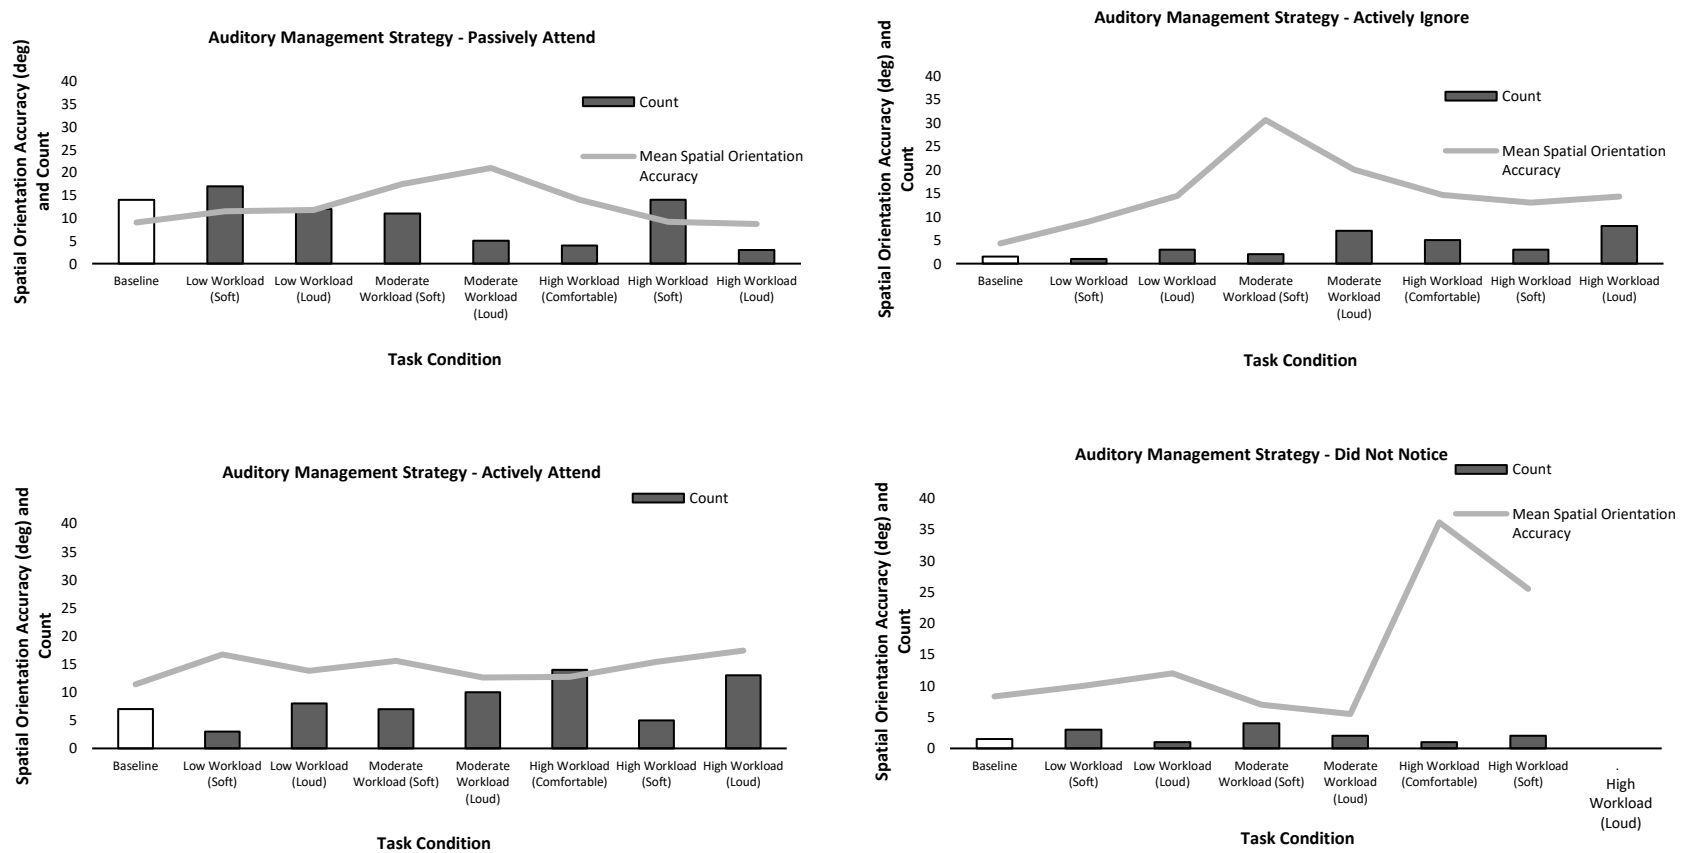 Auditory Management Strategy - Passively Attend
Spatial Orientation Accuracy (deg)
and Count
40
35
30
25
20
15
10
5
0
Count
Mean Spatial Orientation
Accuracy
Baseline
Low Workload
(Soft)
Low Workload
(Loud)
Moderate
Workload (Soft)
Moderate
Workload
(Loud)
High Workload
(Comfortable)
High Workload
(Soft)
High Workload
(Loud)
Task Condition
Auditory Management Strategy - Actively Ignore
Spatial Orientation Accuracy (deg) and
Count
40
35
30
25
20
15
10
5
0
Count
Mean Spatial Orientation
Accuracy
Baseline
Low Workload
(Soft)
Low Workload
(Loud)
Moderate
Workload (Soft)
Moderate
Workload
(Loud)
High Workload
(Comfortable)
High Workload
(Soft)
High Workload
(Loud)
Task Condition
Auditory Management Strategy - Actively Attend
Spatial Orientation Accuracy (deg) and
Count
40
35
30
25
20
15
10
5
0
Count
Baseline
Low Workload
(Soft)
Low Workload
(Loud)
Moderate
Workload (Soft)
Moderate
Workload
(Loud)
High Workload
(Comfortable)
High Workload
(Soft)
High Workload
(Loud)
Task Condition
Auditory Management Strategy - Did Not Notice
Spatial Orientation Accuracy (deg) and
Count
40
35
30
25
20
15
10
5
0
Count
Mean Spatial Orientation
Accuracy
Baseline
Low Workload
(Soft)
Low Workload
(Loud)
Moderate
Workload (Soft)
Moderate
Workload
(Loud)
High Workload
(Comfortable)
High Workload
(Soft)
.
High
Workload
(Loud)
Task Condition